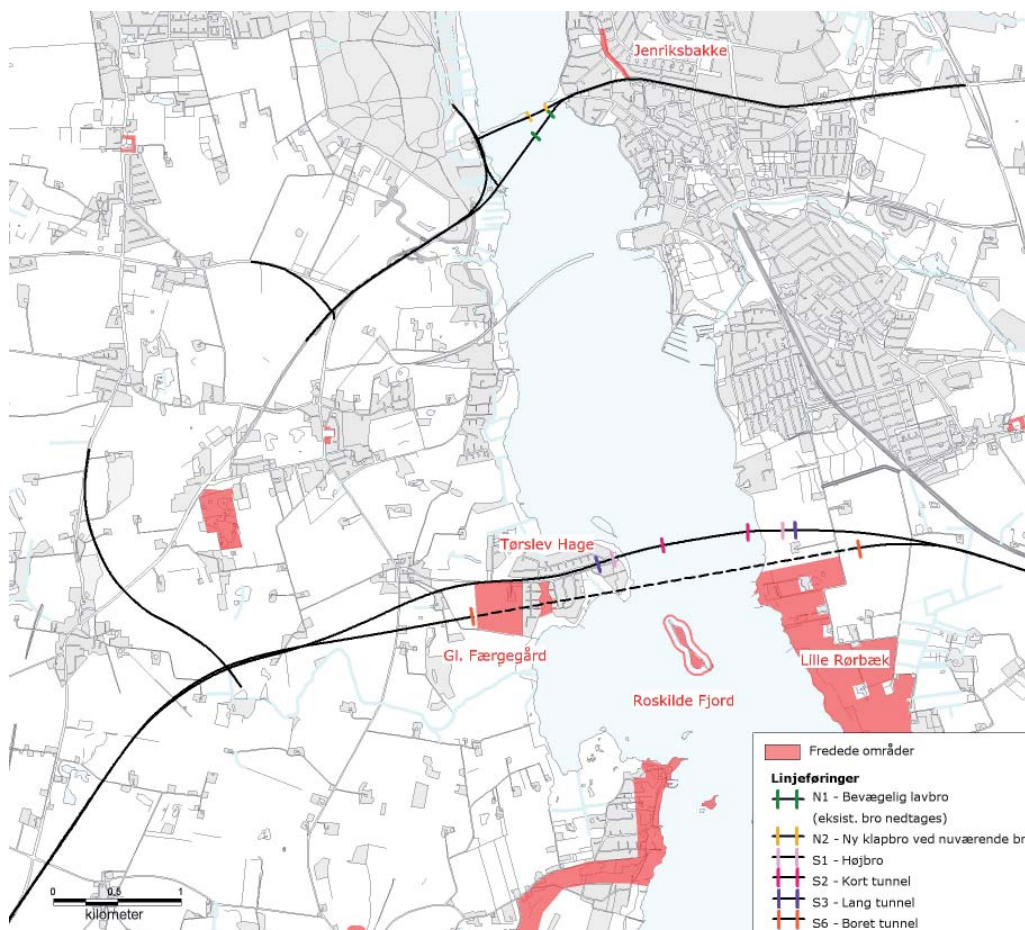 Jenriksbakke
Tørslev Hage
Gl. Færgegård
Lille Rørbæk
Roskilde Fjord
Fredede områder
Linjeføringer
N1 - Bevægelig lavbro
(eksist. bro nedtages)
N2 - Ny klapbro ved nuværende br
S1 - Højbro
S2 - Kort tunnel
S3 - Lang tunnel
S6 - Boret tunnel
0 0,5 1
kilometer